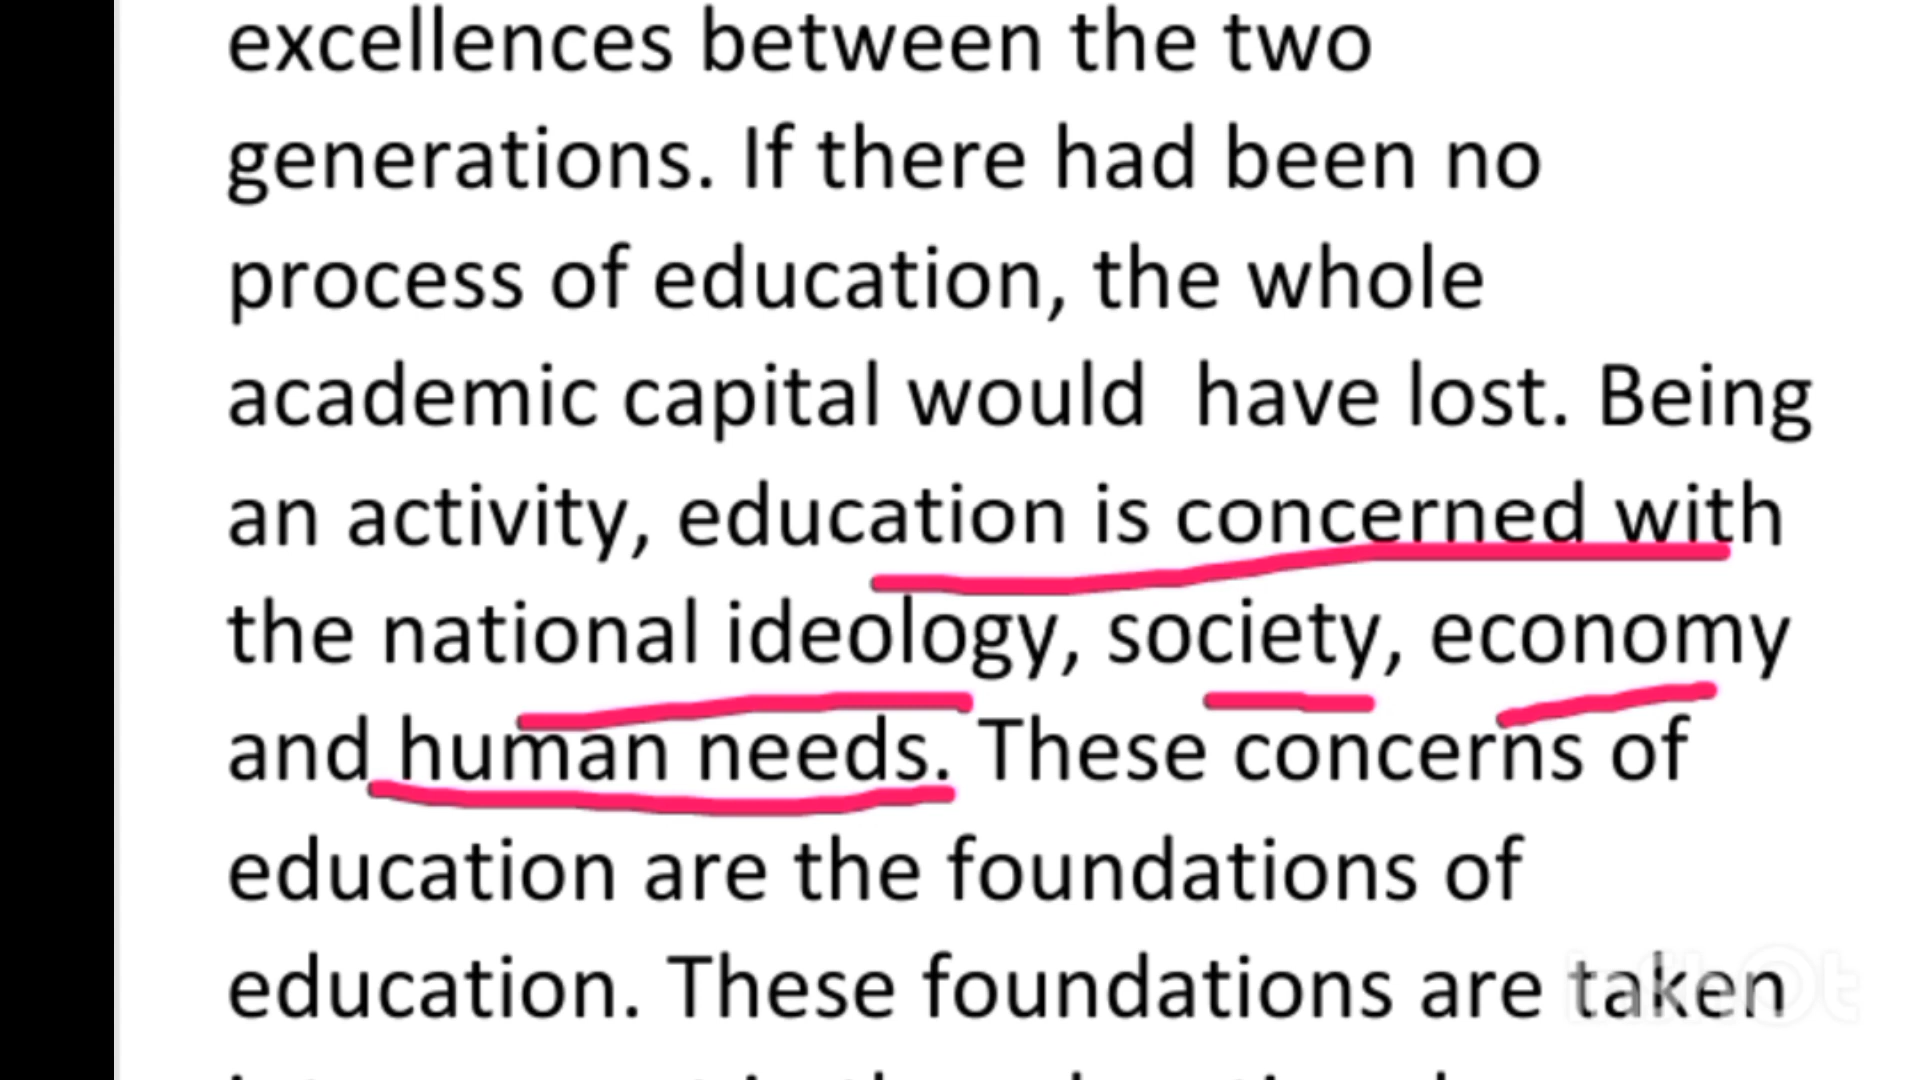 excellences between the two
generations. If there had been no
process of education, the whole
academic capital would  have lost. Being
an activity, education is concerned with
the national ideology, society, economy
and human needs. These concerns of
education are the foundations of
education. These foundations are taken